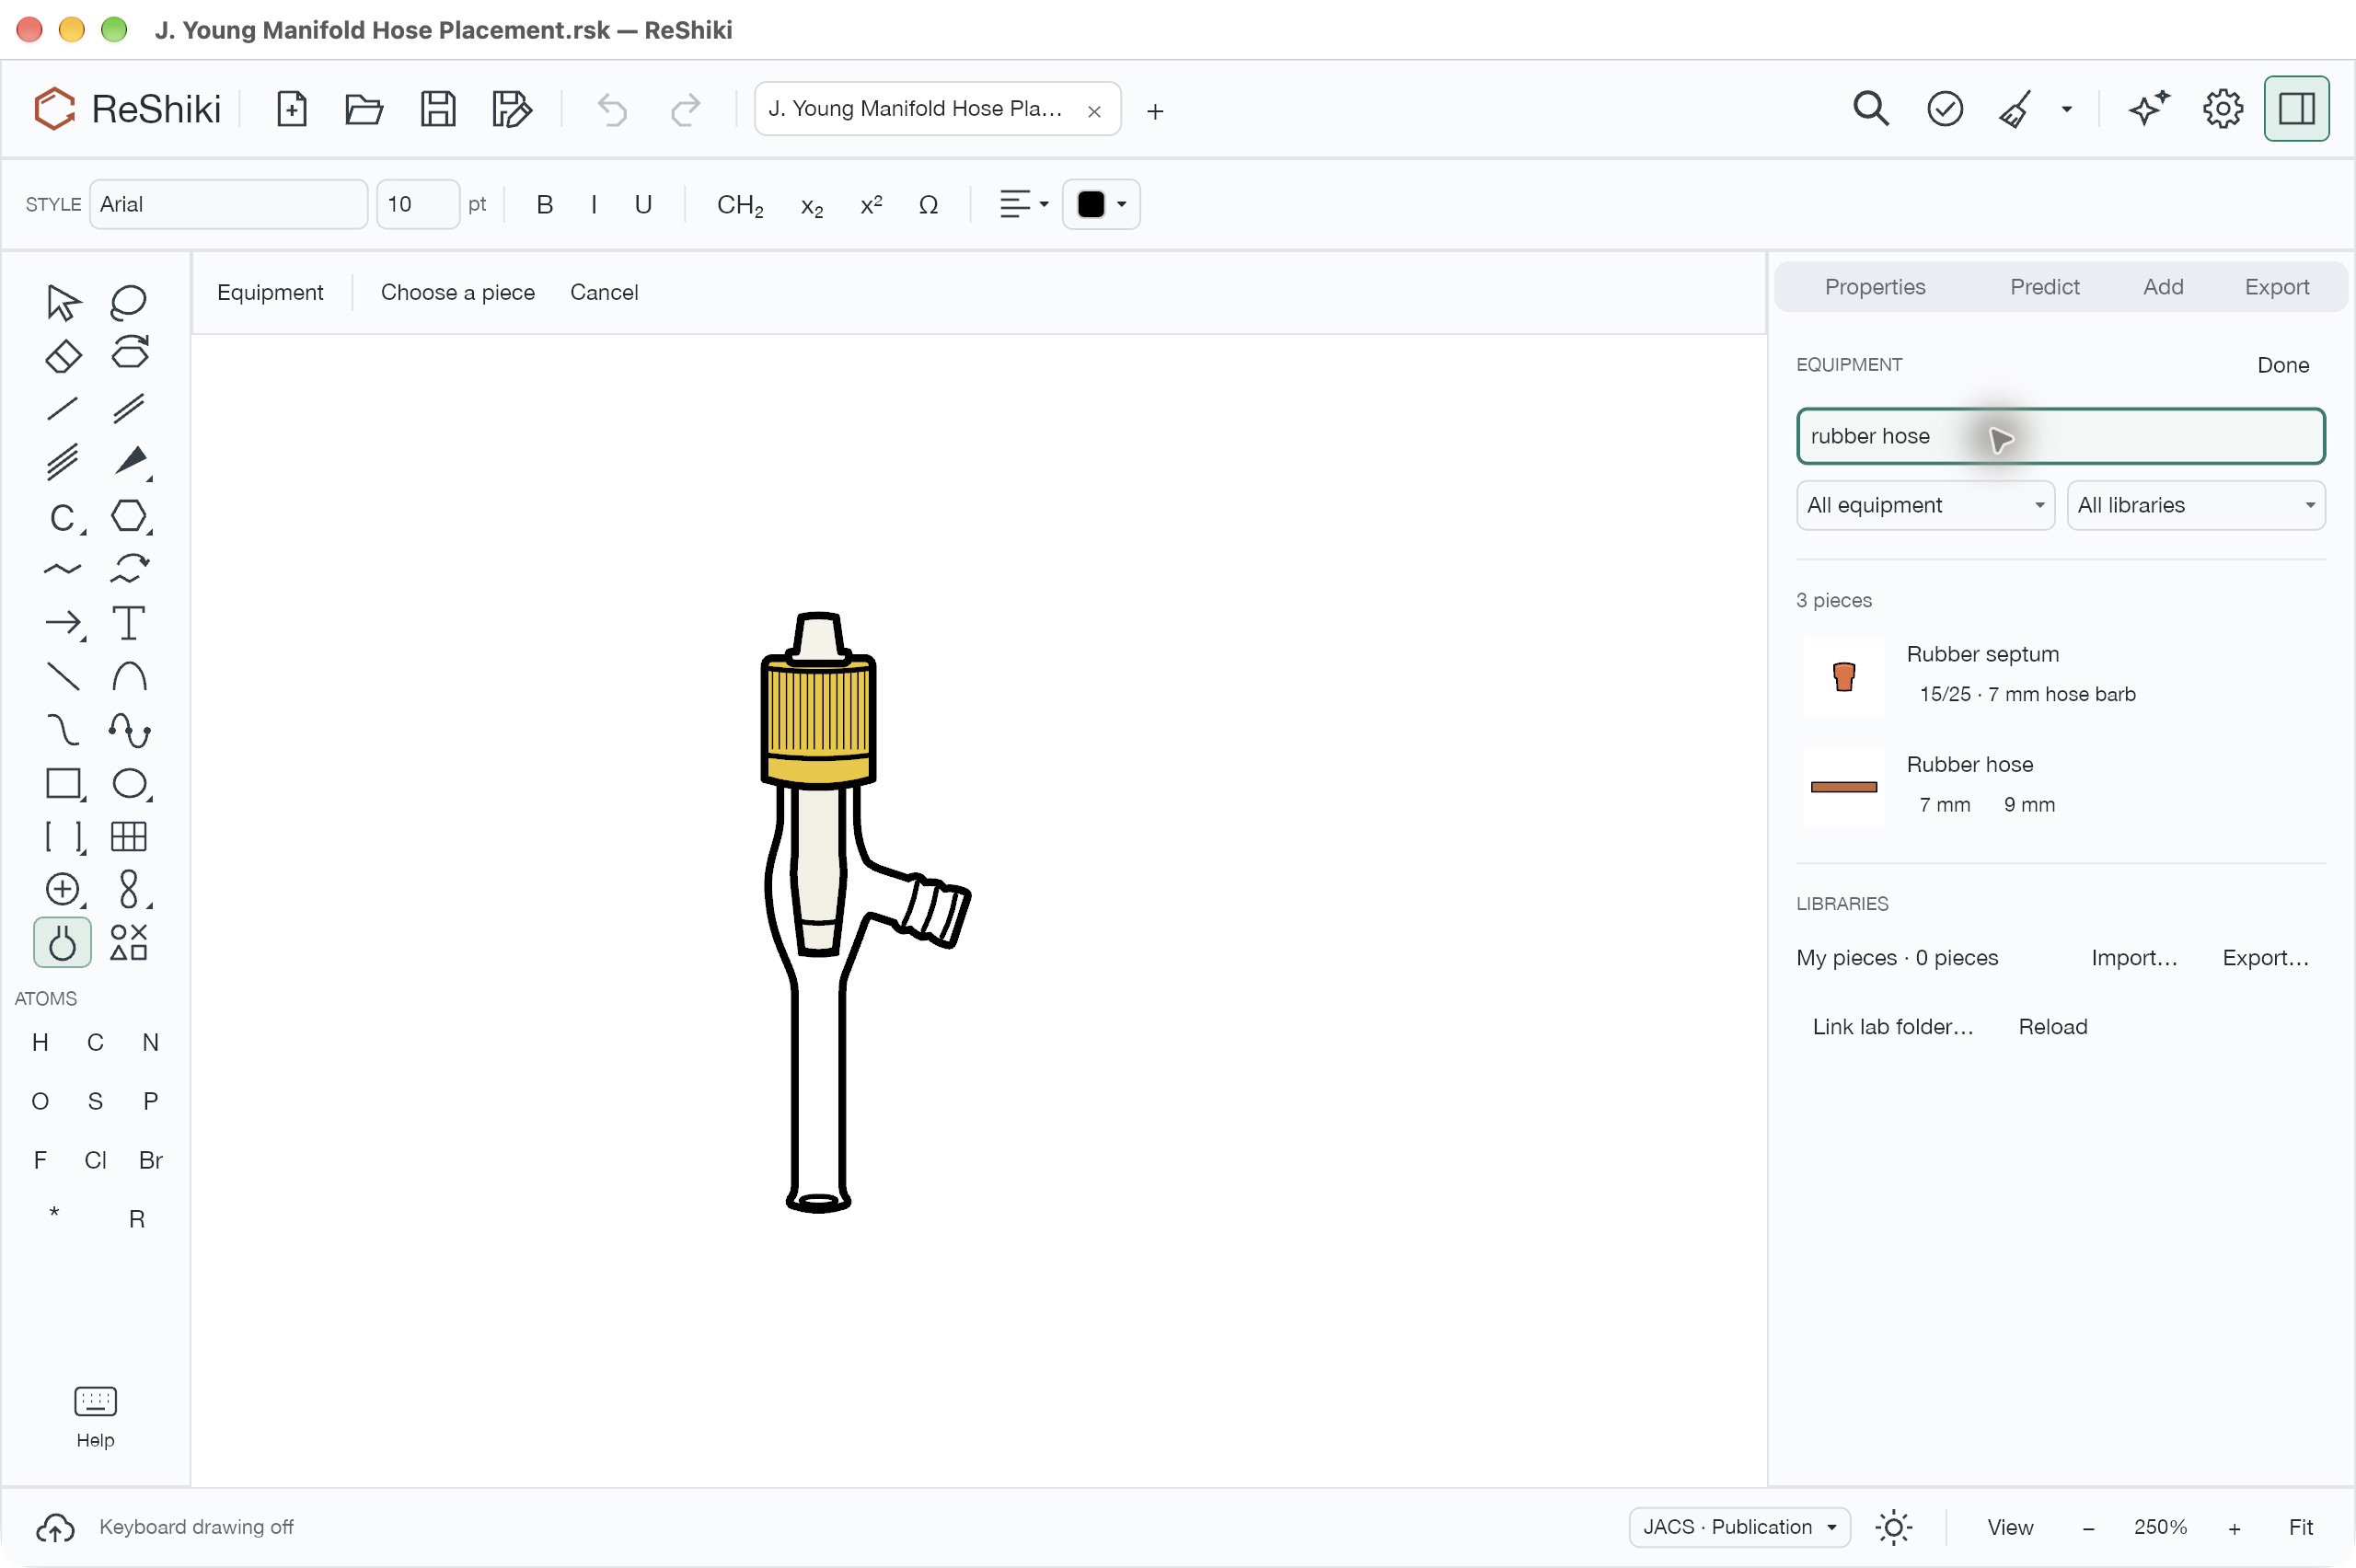 J. Young Manifold Hose Placement.rsk — ReShiki
ReShiki
J. Young Manifold Hose Pla... × +
STYLE Arial 10 pt B I U CH₂ x₂ x² Ω
Equipment Choose a piece Cancel
Properties Predict Add Export
EQUIPMENT Done
rubber hose
All equipment All libraries
3 pieces
Rubber septum
15/25 · 7 mm hose barb
Rubber hose
7 mm 9 mm
LIBRARIES
My pieces · 0 pieces Import... Export...
Link lab folder... Reload
C
T
ATOMS
H C N
O S P
F Cl Br
* R
Help
Keyboard drawing off
JACS · Publication View − 250% + Fit